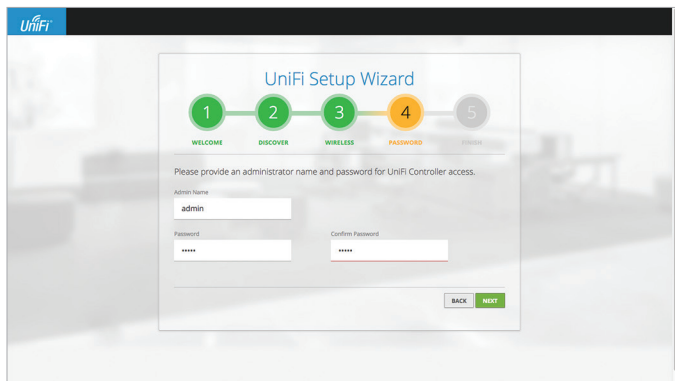 UniFi
UniFi Setup Wizard
1 2 3 4 5
WELCOME DISCOVER WIRELESS PASSWORD FINISH
Please provide an administrator name and password for UniFi Controller access.
Admin Name
admin
Password Confirm Password
••••• •••••
BACK NEXT